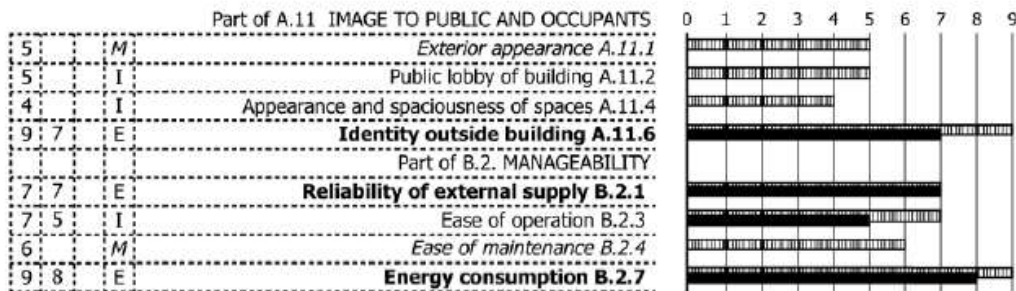 Part of A.11 IMAGE TO PUBLIC AND OCCUPANTS 0 1 2 3 4 5 6 7 8 9
5 M Exterior appearance A.11.1
5 I Public lobby of building A.11.2
4 I Appearance and spaciousness of spaces A.11.4
9 7 E Identity outside building A.11.6
Part of B.2. MANAGEABILITY
7 7 E Reliability of external supply B.2.1
7 5 I Ease of operation B.2.3
6 M Ease of maintenance B.2.4
9 8 E Energy consumption B.2.7